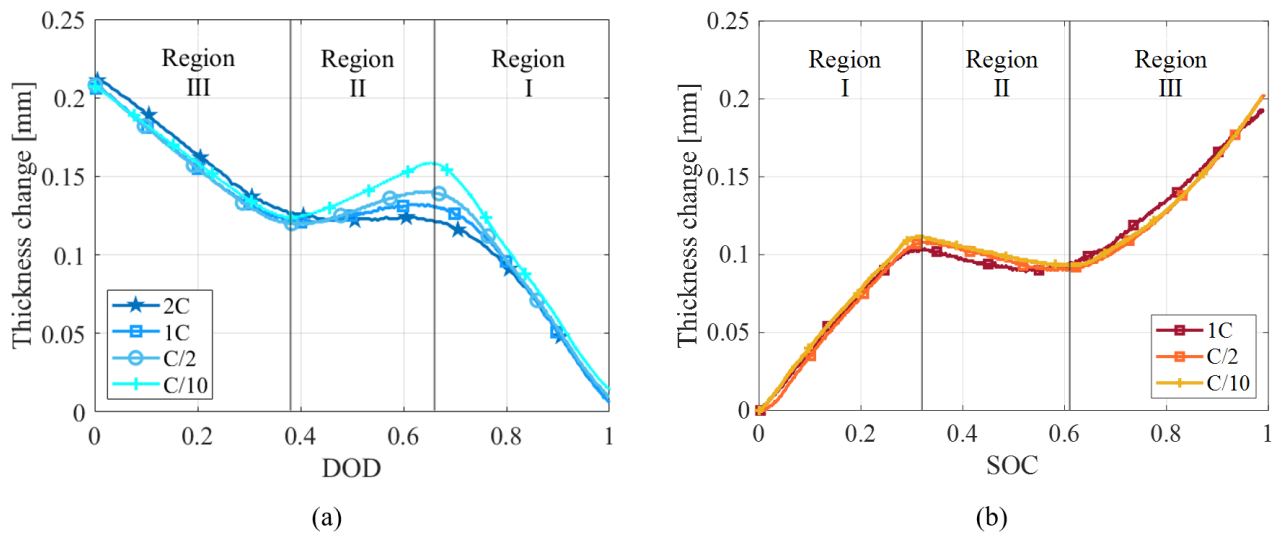 0.25
0.2
0.15
0.1
0.05
0
Thickness change [mm]
Region
III
Region
II
Region
I
2C
1C
C/2
C/10
0 0.2 0.4 0.6 0.8 1
DOD
(a)
0.25
0.2
0.15
0.1
0.05
0
Thickness change [mm]
Region
I
Region
II
Region
III
1C
C/2
C/10
0 0.2 0.4 0.6 0.8 1
SOC
(b)